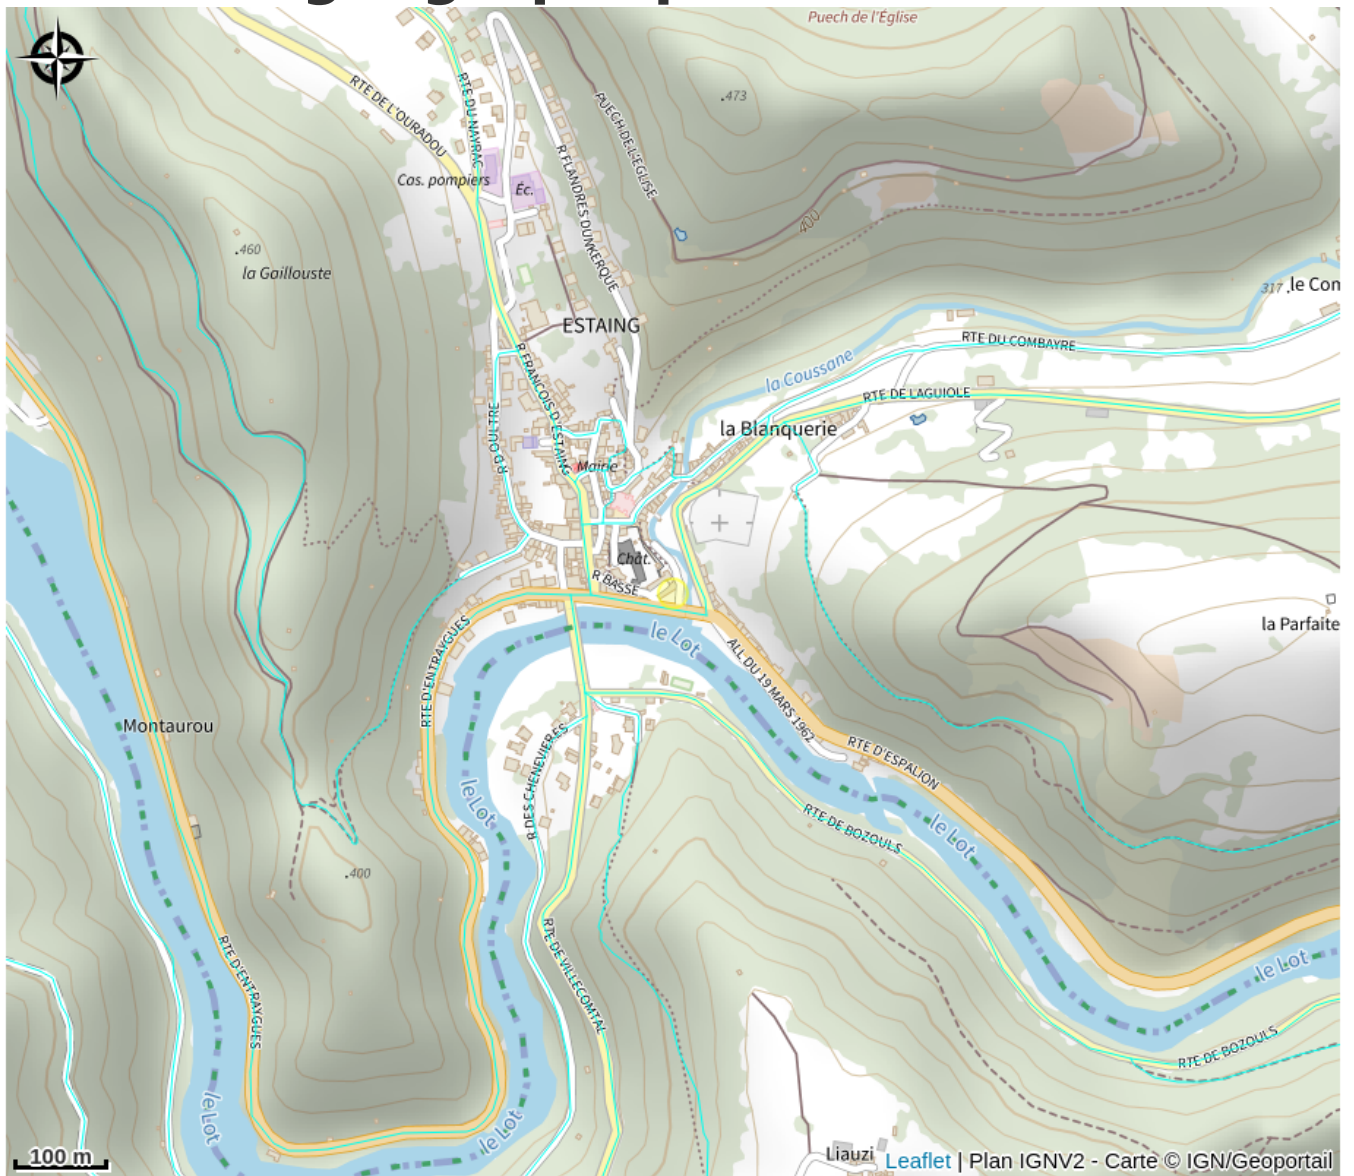 Puech de l'Église
RTE DE L'OURADOU
RTE DU NAYRAC
PUECH DE L'EGLISE
.473
Cas. pompiers
Éc.
R FLANDRES DUNKERQUE
400
.460
la Gaillouste
317 .le Com
ESTAING
RTE DU COMBAYRE
la Coussane
R FRANCOIS D'ESTAING
RTE DE LAGUIOLE
la Blanquerie
R D'OULTRE
Mairie
Chât.
R BASSE
la Parfaite
le Lot
RTE D'ENTRAYGUES
ALL DU 19 MARS 1962
Montaurou
RTE D'ESPALION
R DES CHENEVIERES
le Lot
RTE DE BOZOULS
le Lot
.400
RTE D'ENTRAYGUES
RTE DE VILLECOMTAL
le Lot
RTE DE BOZOULS
le Lot
le Lot
100 m
Liauzi
Leaflet | Plan IGNV2 - Carte © IGN/Geoportail